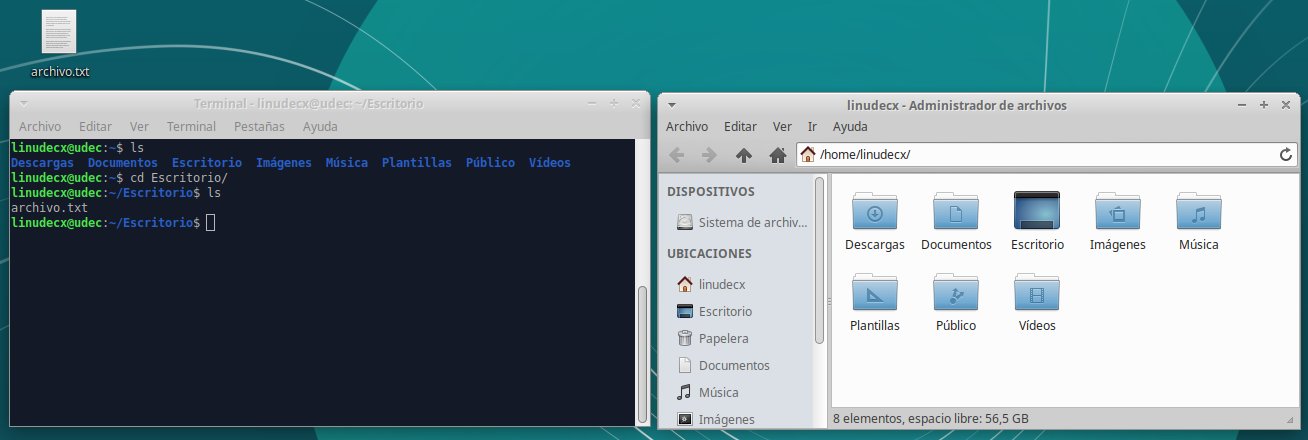 archivo.txt
Terminal - linudecx@udec: ~/Escritorio
Archivo Editar Ver Terminal Pestañas Ayuda
linudecx@udec:~$ ls
Descargas Documentos Escritorio Imágenes Música Plantillas Público Vídeos
linudecx@udec:~$ cd Escritorio/
linudecx@udec:~/Escritorio$ ls
archivo.txt
linudecx@udec:~/Escritorio$
linudecx - Administrador de archivos
Archivo Editar Ver Ir Ayuda
/home/linudecx/
DISPOSITIVOS
Sistema de archiv...
UBICACIONES
linudecx
Escritorio
Papelera
Documentos
Música
Imágenes
Descargas Documentos Escritorio Imágenes Música
Plantillas Público Vídeos
8 elementos, espacio libre: 56,5 GB